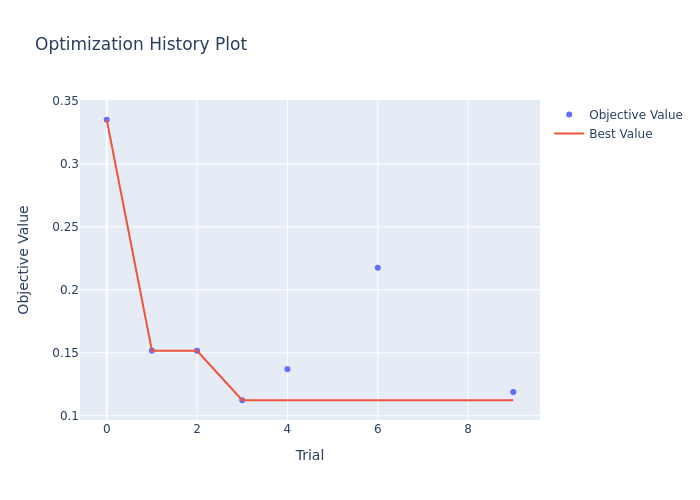 Optimization History Plot
0.35
0.3
0.25
0.2
0.15
0.1
Objective Value
0 2 4 6 8
Trial
Objective Value
Best Value